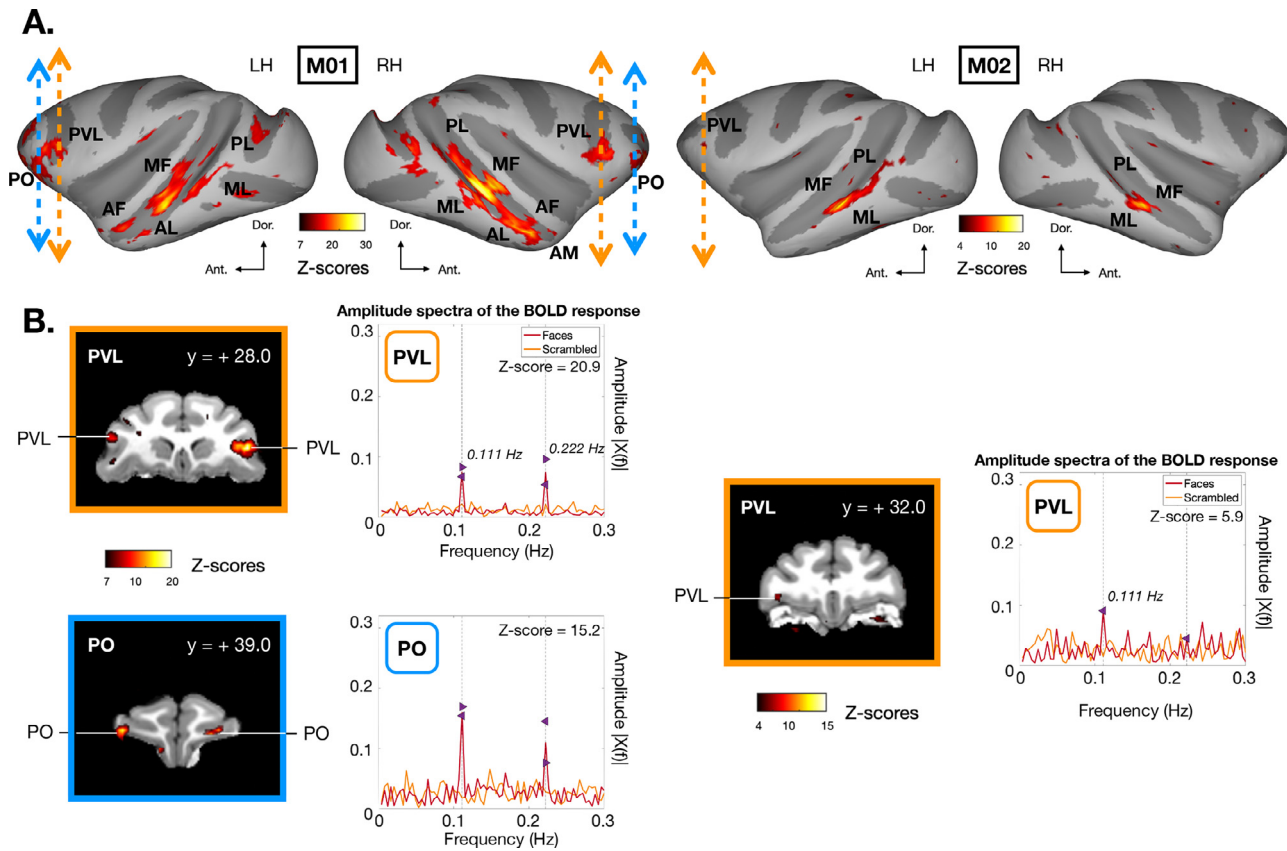 A.
LH M01 RH
PVL
PO
MF
PL
AF
AL
ML
PL
PVL
MF
ML
AF
AL
AM
PO
7 20 30
Z-scores
Dor.
Ant.
Dor.
Ant.
LH M02 RH
PVL
PL
MF
ML
PL
MF
ML
4 10 20
Z-scores
Dor.
Ant.
Dor.
Ant.
B.
PVL y = + 28.0
PVL
PVL
7 10 20
Z-scores
Amplitude spectra of the BOLD response
PVL
Faces
Scrambled
Z-score = 20.9
0.111 Hz
0.222 Hz
0.3
0.2
0.1
0
0 0.1 0.2 0.3
Frequency (Hz)
Amplitude |X(f)|
PO y = + 39.0
PO
PO
PO
Z-score = 15.2
0.3
0.2
0.1
0
0 0.1 0.2 0.3
Frequency (Hz)
Amplitude |X(f)|
PVL y = + 32.0
PVL
4 10 15
Z-scores
Amplitude spectra of the BOLD response
PVL
Faces
Scrambled
Z-score = 5.9
0.111 Hz
0.3
0.2
0.1
0
0 0.1 0.2 0.3
Frequency (Hz)
Amplitude |X(f)|